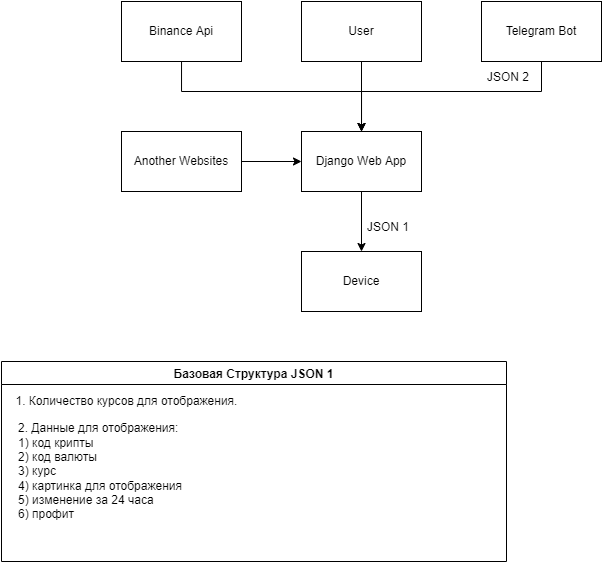 Binance Api
User
Telegram Bot
JSON 2
Another Websites
Django Web App
JSON 1
Device
Базовая Структура JSON 1
1. Количество курсов для отображения.
2. Данные для отображения:
1) код крипты
2) код валюты
3) курс
4) картинка для отображения
5) изменение за 24 часа
6) профит